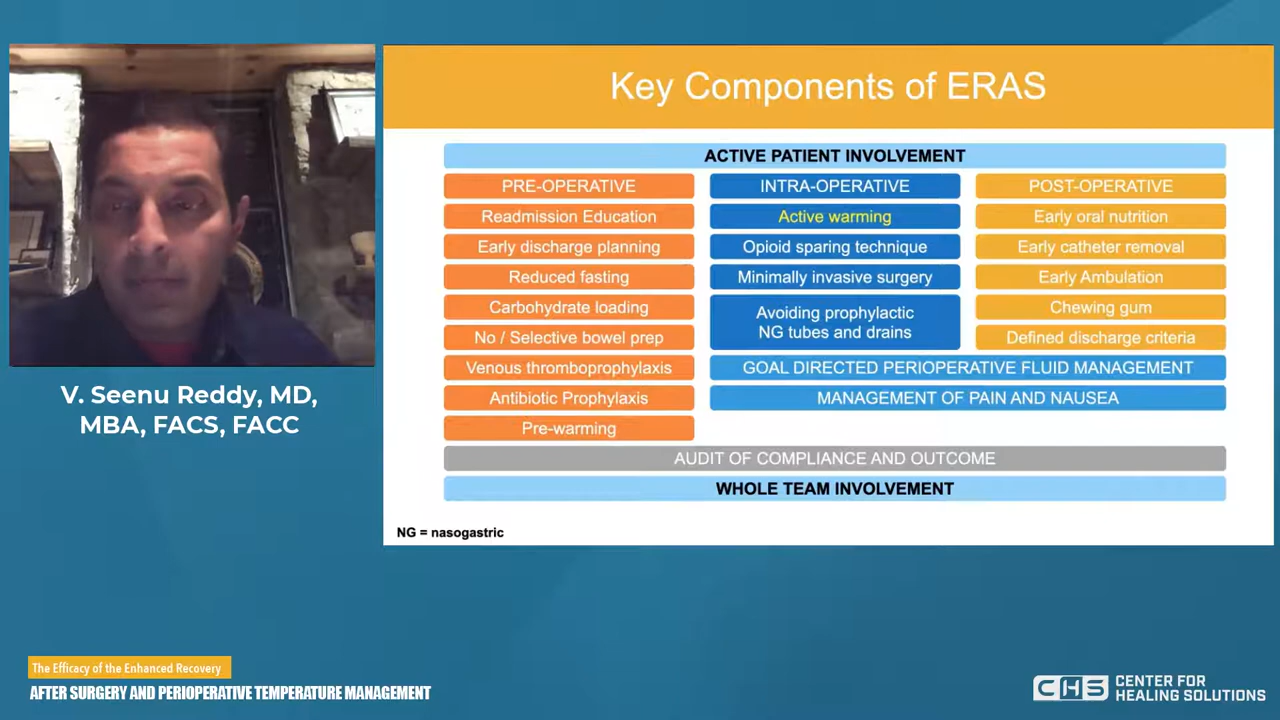 Key Components of ERAS
ACTIVE PATIENT INVOLVEMENT
PRE-OPERATIVE
Readmission Education
Early discharge planning
Reduced fasting
Carbohydrate loading
No / Selective bowel prep
Venous thromboprophylaxis
Antibiotic Prophylaxis
Pre-warming
INTRA-OPERATIVE
Active warming
Opioid sparing technique
Minimally invasive surgery
Avoiding prophylactic
NG tubes and drains
POST-OPERATIVE
Early oral nutrition
Early catheter removal
Early Ambulation
Chewing gum
Defined discharge criteria
GOAL DIRECTED PERIOPERATIVE FLUID MANAGEMENT
MANAGEMENT OF PAIN AND NAUSEA
AUDIT OF COMPLIANCE AND OUTCOME
WHOLE TEAM INVOLVEMENT
NG = nasogastric
V. Seenu Reddy, MD,
MBA, FACS, FACC
The Efficacy of the Enhanced Recovery
AFTER SURGERY AND PERIOPERATIVE TEMPERATURE MANAGEMENT
CHS
CENTER FOR
HEALING SOLUTIONS